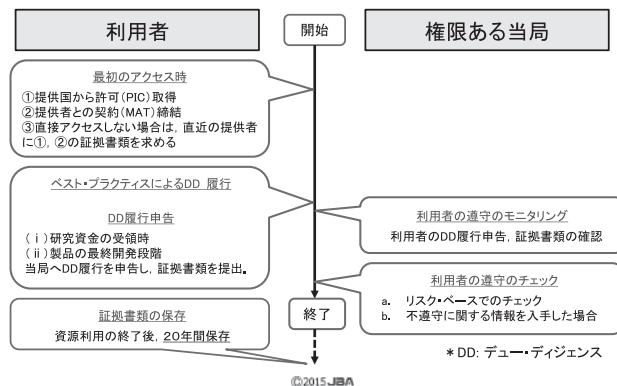 利用者
開始
権限ある当局
最初のアクセス時
①提供国から許可(PIC)取得
②提供者との契約(MAT)締結
③直接アクセスしない場合は，直近の提供者
に①，②の証拠書類を求める
ベスト・プラクティスによるDD 履行
DD履行申告
(ⅰ)研究資金の受領時
(ⅱ)製品の最終開発段階
当局へDD履行を申告し，証拠書類を提出。
利用者の遵守のモニタリング
利用者のDD履行申告，証拠書類の確認
利用者の遵守のチェック
a. リスク・ベースでのチェック
b. 不遵守に関する情報を入手した場合
証拠書類の保存
資源利用の終了後，20年間保存
終了
＊DD: デュー・ディジェンス
©2015 JBA